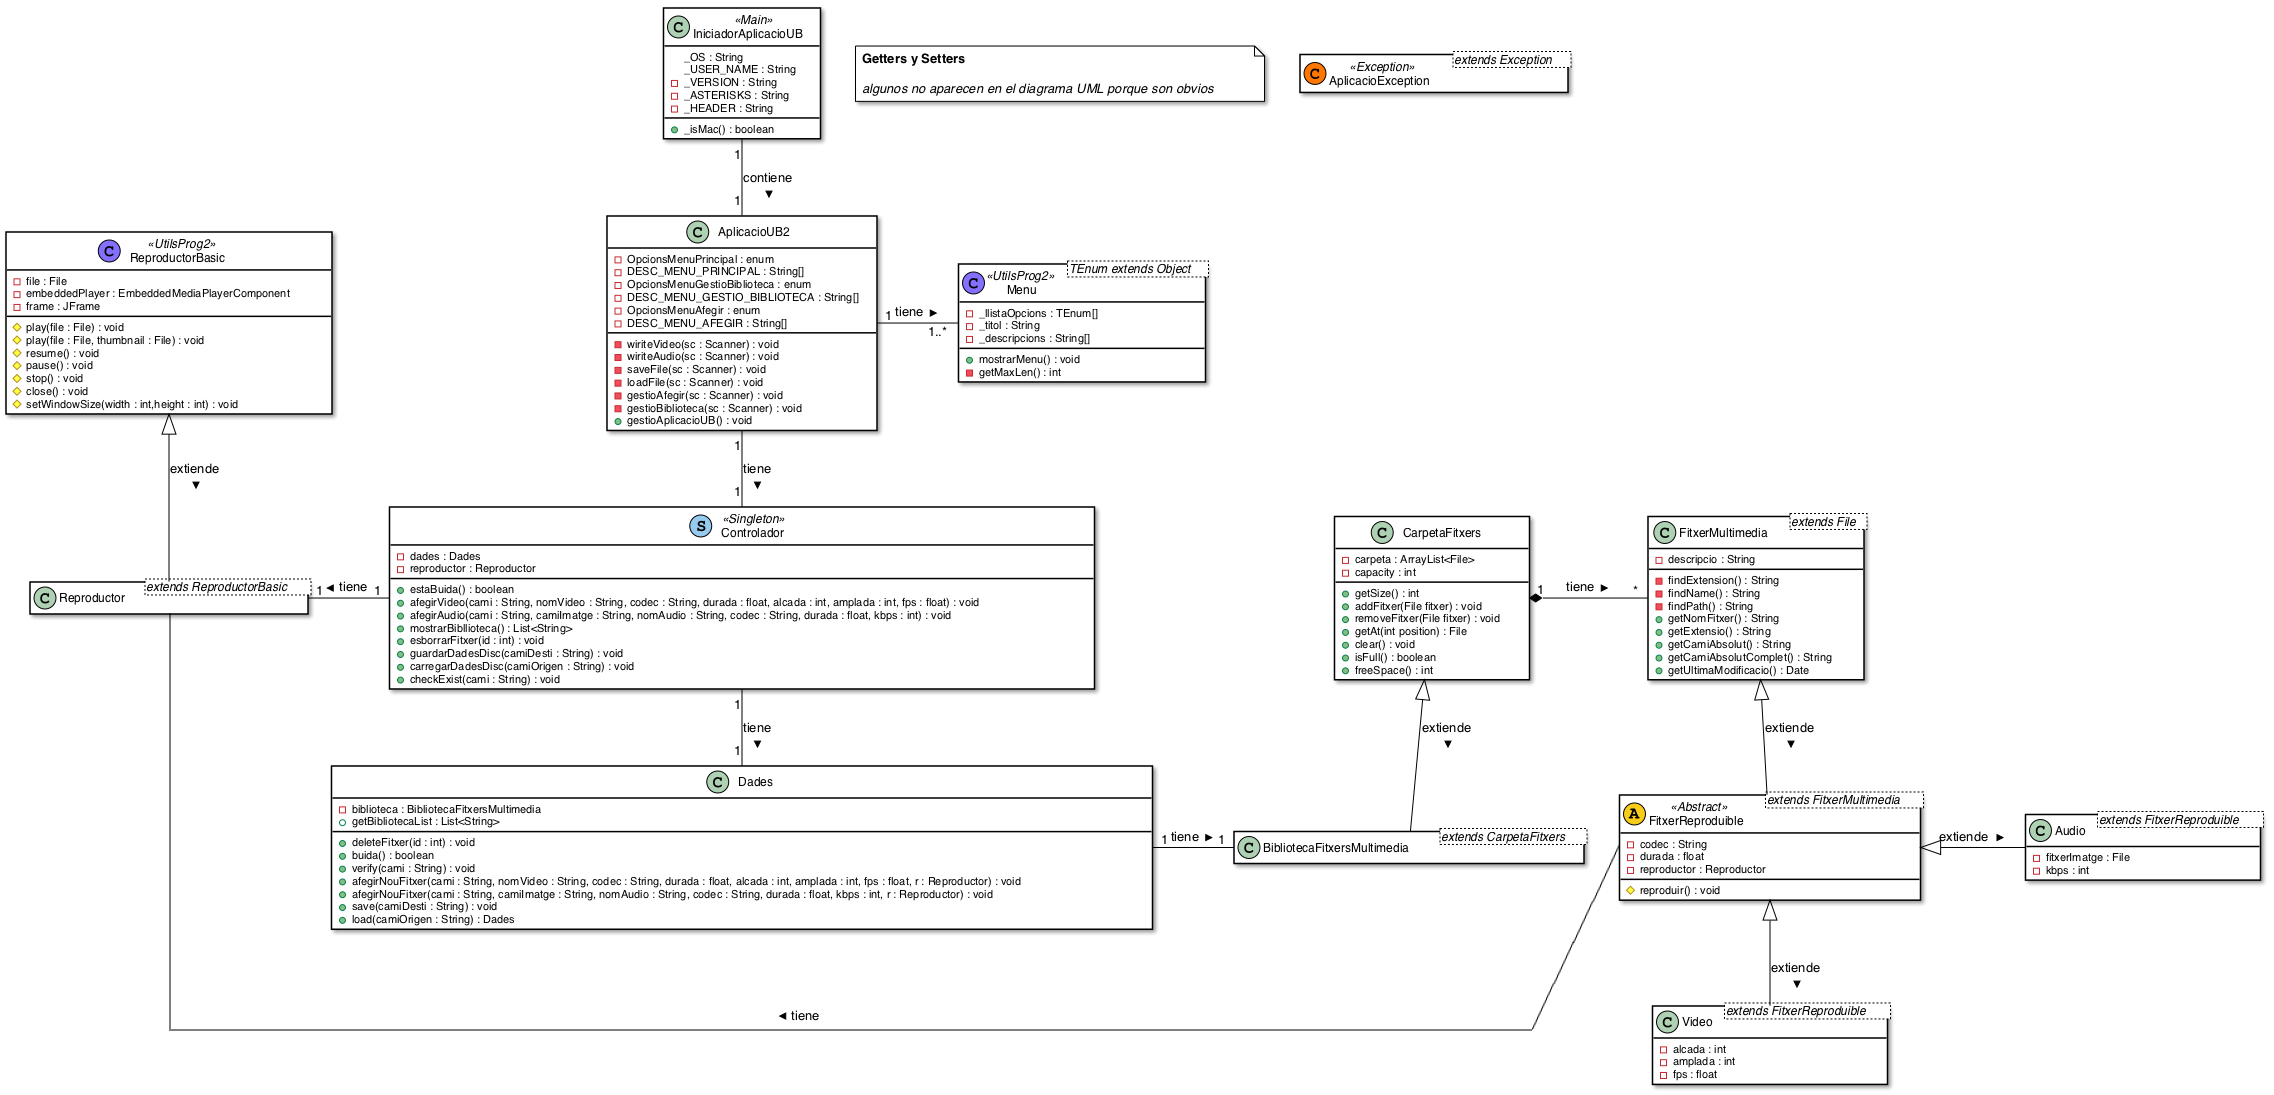 «Main»
IniciadorAplicacioUB
_OS : String
_USER_NAME : String
_VERSION : String
_ASTERISKS : String
_HEADER : String
_isMac() : boolean
Getters y Setters
algunos no aparecen en el diagrama UML porque son obvios
extends Exception
«Exception»
AplicacioException
1
contiene
▼
1
«UtilsProg2»
ReproductorBasic
file : File
embeddedPlayer : EmbeddedMediaPlayerComponent
frame : JFrame
play(file : File) : void
play(file : File, thumbnail : File) : void
resume() : void
pause() : void
stop() : void
close() : void
setWindowSize(width : int,height : int) : void
C AplicacioUB2
OpcionsMenuPrincipal : enum
DESC_MENU_PRINCIPAL : String[]
OpcionsMenuGestioBiblioteca : enum
DESC_MENU_GESTIO_BIBLIOTECA : String[]
OpcionsMenuAfegir : enum
DESC_MENU_AFEGIR : String[]
wiriteVideo(sc : Scanner) : void
wiriteAudio(sc : Scanner) : void
saveFile(sc : Scanner) : void
loadFile(sc : Scanner) : void
gestioAfegir(sc : Scanner) : void
gestioBiblioteca(sc : Scanner) : void
gestioAplicacioUB() : void
1 tiene ►
1..*
TEnum extends Object
«UtilsProg2»
Menu
_llistaOpcions : TEnum[]
_titol : String
_descripcions : String[]
mostrarMenu() : void
getMaxLen() : int
extiende
▼
1
tiene
▼
1
extends ReproductorBasic
C Reproductor
1 ◄ tiene 1
«Singleton»
S Controlador
dades : Dades
reproductor : Reproductor
estaBuida() : boolean
afegirVideo(cami : String, nomVideo : String, codec : String, durada : float, alcada : int, amplada : int, fps : float) : void
afegirAudio(cami : String, camiImatge : String, nomAudio : String, codec : String, durada : float, kbps : int) : void
mostrarBibllioteca() : List<String>
esborrarFitxer(id : int) : void
guardarDadesDisc(camiDesti : String) : void
carregarDadesDisc(camiOrigen : String) : void
checkExist(cami : String) : void
C CarpetaFitxers
carpeta : ArrayList<File>
capacity : int
getSize() : int
addFitxer(File fitxer) : void
removeFitxer(File fitxer) : void
getAt(int position) : File
clear() : void
isFull() : boolean
freeSpace() : int
1 tiene ► *
extends File
C FitxerMultimedia
descripcio : String
findExtension() : String
findName() : String
findPath() : String
getNomFitxer() : String
getExtensio() : String
getCamiAbsolut() : String
getCamiAbsolutComplet() : String
getUltimaModificacio() : Date
1
tiene
▼
1
extiende
▼
extiende
▼
C Dades
biblioteca : BibliotecaFitxersMultimedia
getBibliotecaList : List<String>
deleteFitxer(id : int) : void
buida() : boolean
verify(cami : String) : void
afegirNouFitxer(cami : String, nomVideo : String, codec : String, durada : float, alcada : int, amplada : int, fps : float, r : Reproductor) : void
afegirNouFitxer(cami : String, camiImatge : String, nomAudio : String, codec : String, durada : float, kbps : int, r : Reproductor) : void
save(camiDesti : String) : void
load(camiOrigen : String) : Dades
1 tiene ► 1
extends CarpetaFitxers
C BibliotecaFitxersMultimedia
extends FitxerMultimedia
«Abstract»
A FitxerReproduible
codec : String
durada : float
reproductor : Reproductor
reproduir() : void
extiende ►
extends FitxerReproduible
C Audio
fitxerImatge : File
kbps : int
extiende
▼
◄ tiene
extends FitxerReproduible
C Video
alcada : int
amplada : int
fps : float